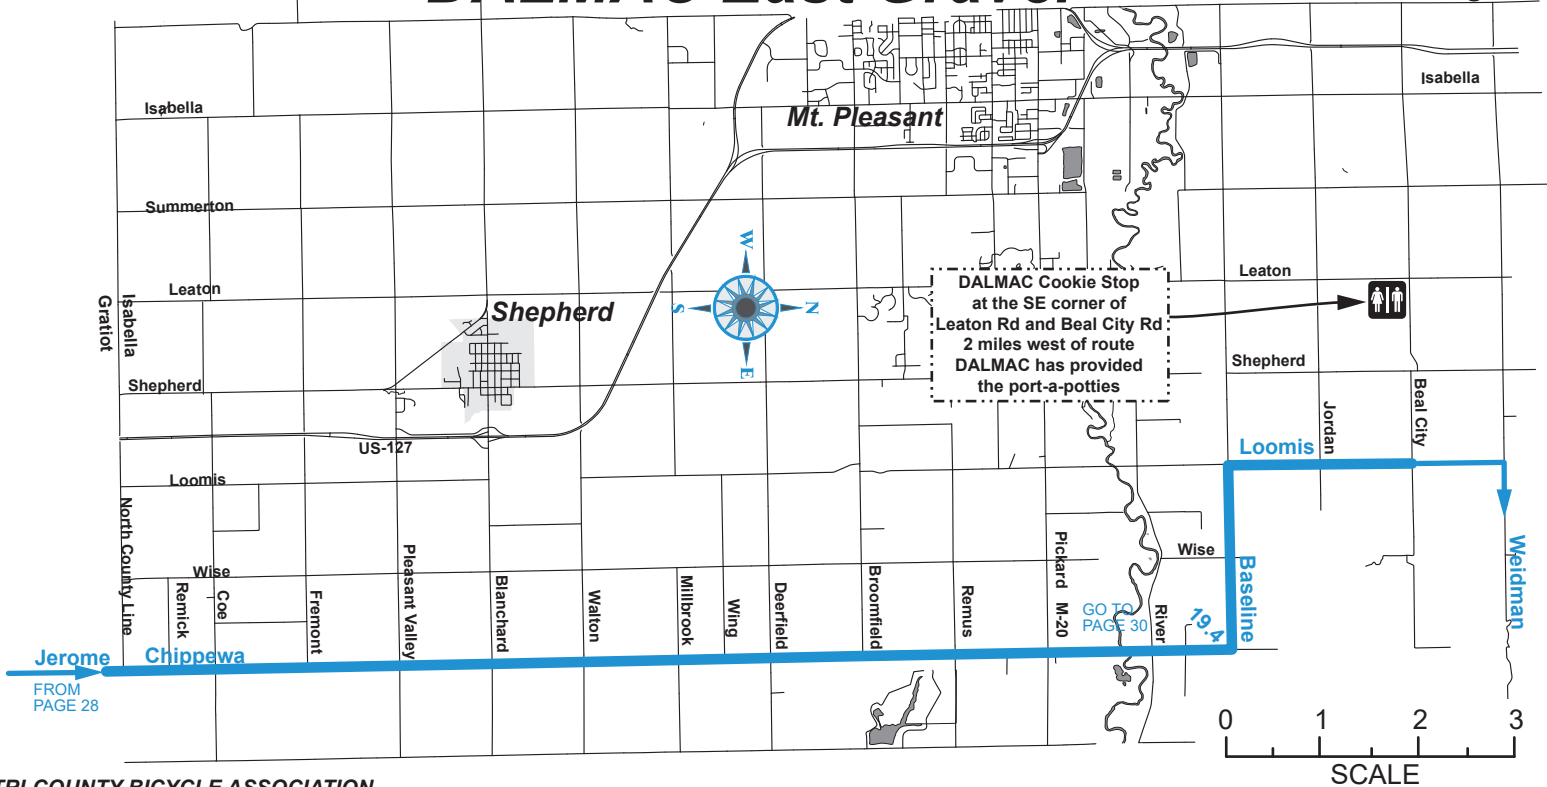 Isabella
Isabella
Mt. Pleasant
Summerton
W
S
N
E
Leaton
Leaton
Isabella
Gratiot
Shepherd
DALMAC Cookie Stop
at the SE corner of
Leaton Rd and Beal City Rd
2 miles west of route
DALMAC has provided
the port-a-potties
Shepherd
Shepherd
US-127
Jordan
Beal City
Loomis
Loomis
North County Line
Wise
Wise
Remick
Coe
Fremont
Pleasant Valley
Blanchard
Walton
Millbrook
Wing
Deerfield
Broomfield
Remus
Pickard M-20
GO TO
PAGE 30
River
19.4
Baseline
Weidman
Jerome
Chippewa
FROM
PAGE 28
0 1 2 3
SCALE
TRI-COUNTY BICYCLE ASSOCIATION